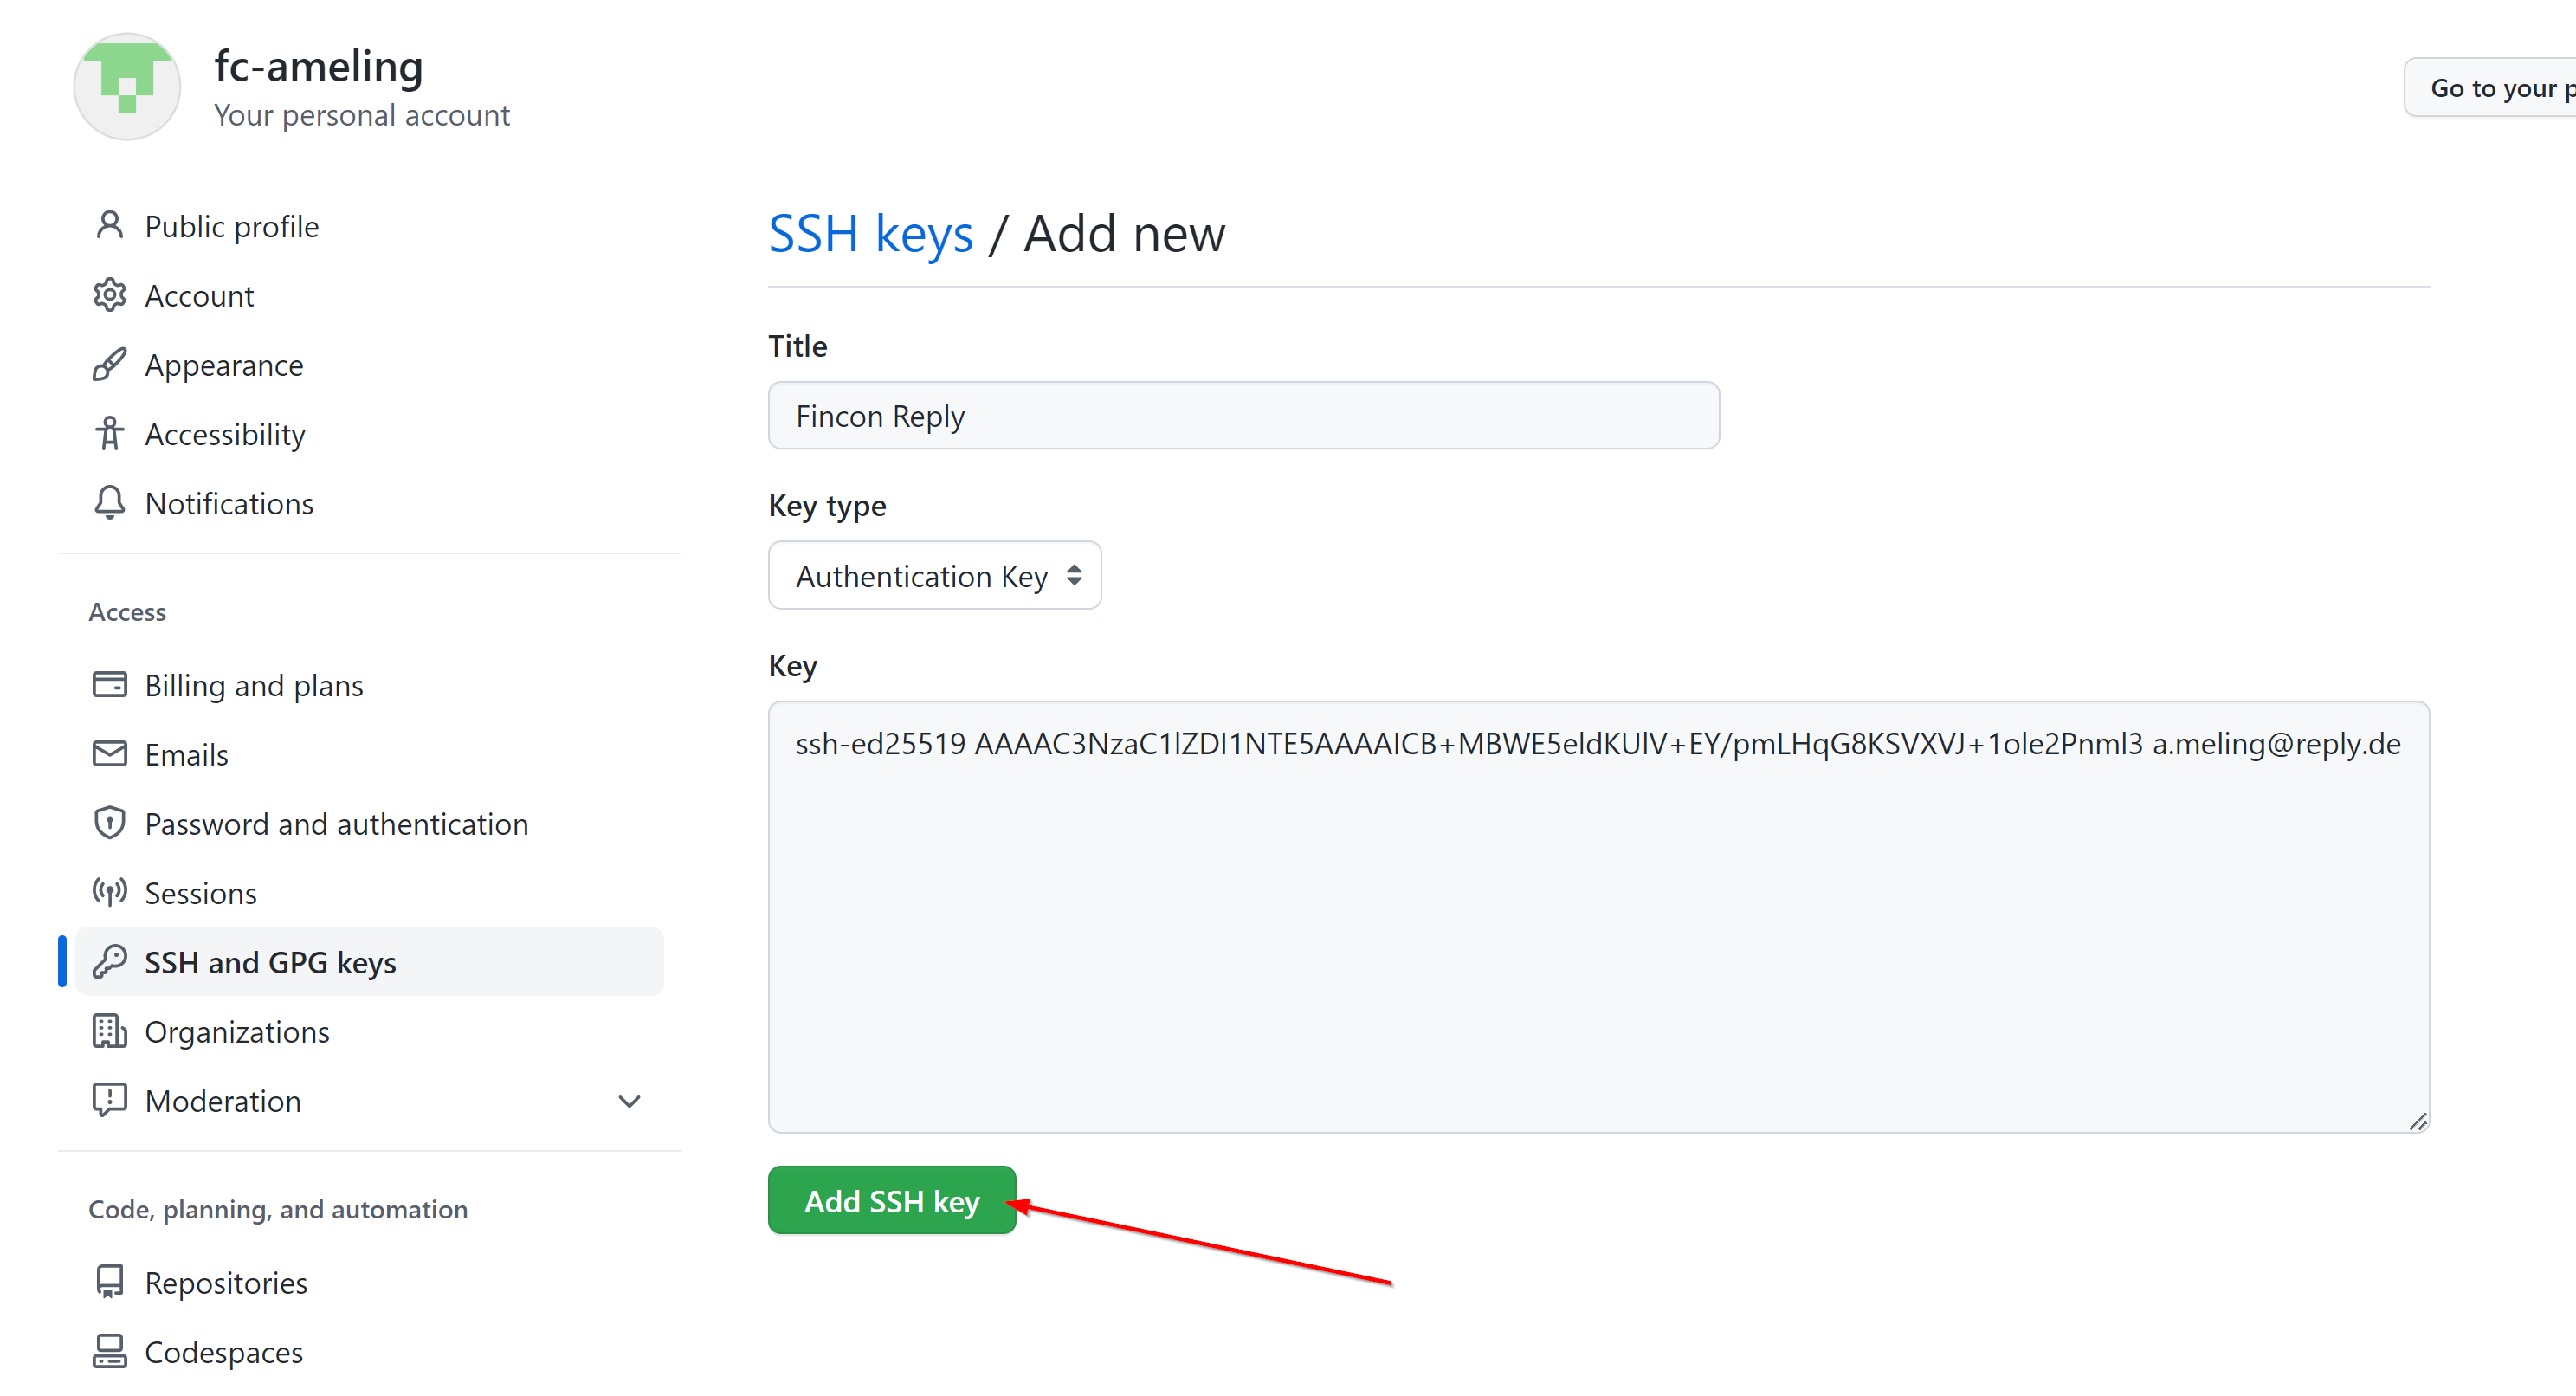 fc-ameling
Your personal account
Go to your p
Public profile
Account
Appearance
Accessibility
Notifications
Access
Billing and plans
Emails
Password and authentication
Sessions
SSH and GPG keys
Organizations
Moderation
Code, planning, and automation
Repositories
Codespaces
SSH keys / Add new
Title
Fincon Reply
Key type
Authentication Key
Key
ssh-ed25519 AAAAC3NzaC1lZDI1NTE5AAAAICB+MBWE5eldKUlV+EY/pmLHqG8KSVXVJ+1ole2Pnml3 a.meling@reply.de
Add SSH key